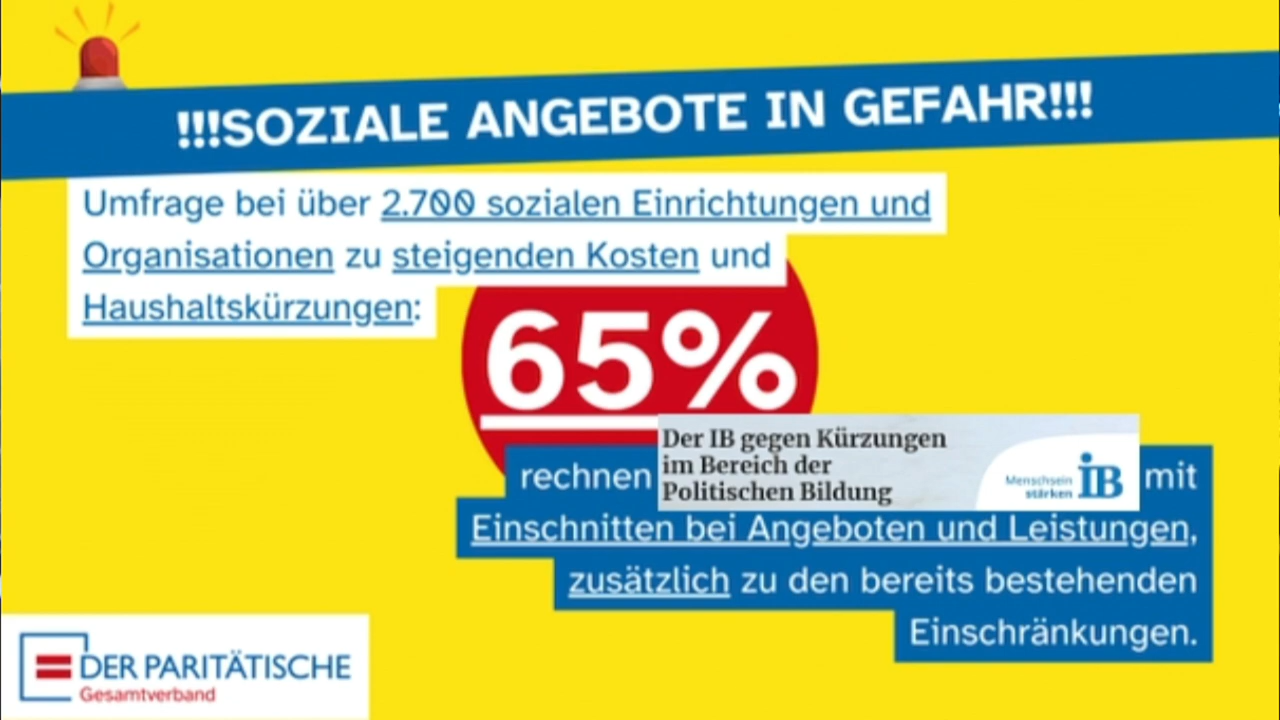 !!!SOZIALE ANGEBOTE IN GEFAHR!!!
Umfrage bei über 2.700 sozialen Einrichtungen und
Organisationen zu steigenden Kosten und
Haushaltskürzungen:
65%
Der IB gegen Kürzungen
im Bereich der
Politischen Bildung
Menschsein
stärken
iB
rechnen mit
Einschnitten bei Angeboten und Leistungen,
zusätzlich zu den bereits bestehenden
Einschränkungen.
DER PARITÄTISCHE
Gesamtverband